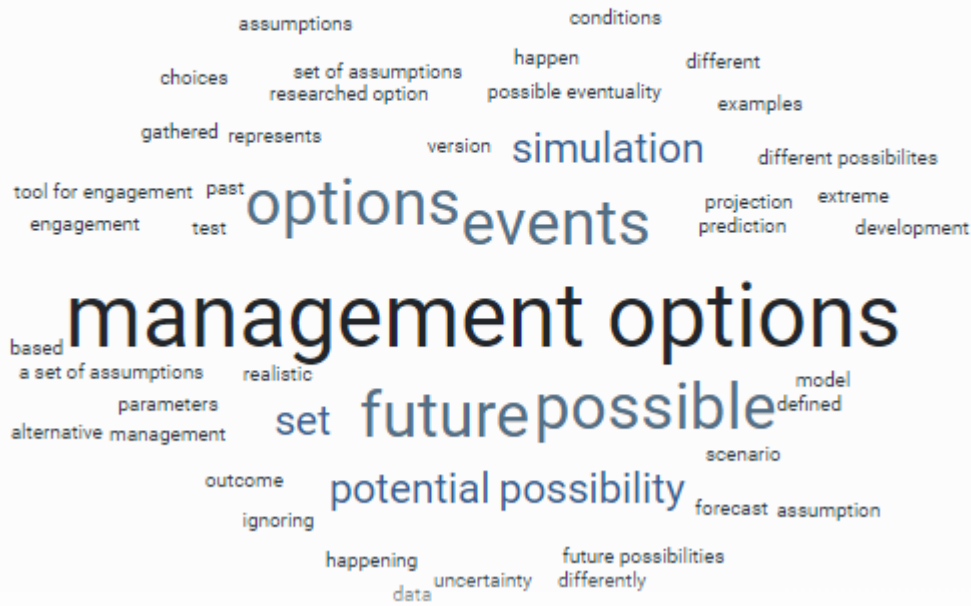 assumptions
conditions
happen
different
choices
set of assumptions
researched option
possible eventuality
examples
gathered
represents
version
simulation
different possibilites
tool for engagement
past
options
events
projection
extreme
engagement
test
prediction
development
management options
based
a set of assumptions
realistic
model
parameters
set
future
possible
defined
alternative
management
scenario
outcome
potential possibility
ignoring
forecast
assumption
happening
future possibilities
uncertainty
differently
data